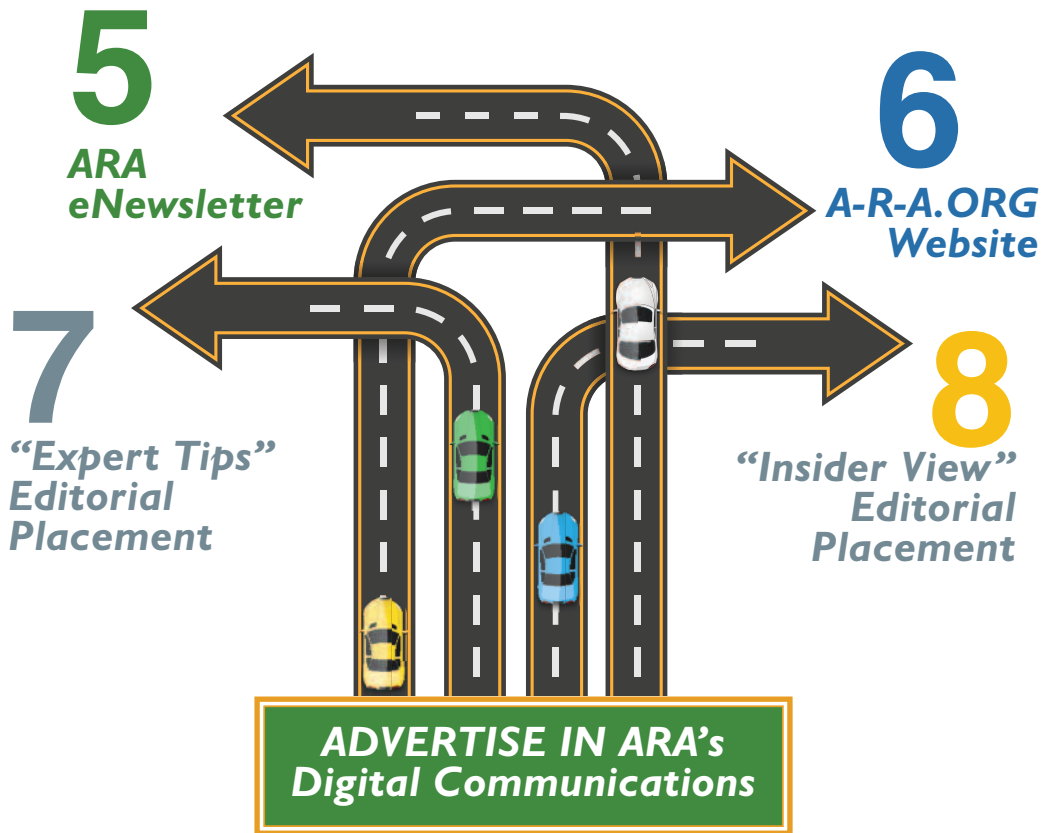 5
ARA
eNewsletter
6
A-R-A.ORG
Website
7
“Expert Tips”
Editorial
Placement
8
“Insider View”
Editorial
Placement
ADVERTISE IN ARA’s
Digital Communications